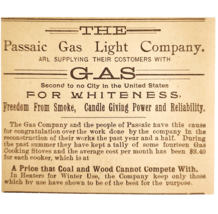 THE
Passaic Gas Light Company.
ARE SUPPLYING THEIR COSTOMERS WITH
GAS
Second to no City in the United States
FOR WHITENESS,
Freedom From Smoke, Candle Giving Power and Reliability.
The Gas Company and the people of Passaic have this cause
for congratulation over the work done by the company in the
reconstruction of their works the past year and a half. During
the past summer they have kept a tally of some fourteen Gas
Cooking Stoves and the average cost per month has been $2.40
for each cooker, which is at
A Price that Coal and Wood Cannot Compete With.
In Heaters for Winter Use, the Company keep only those
which by use have shown to be of the best for the purpose.